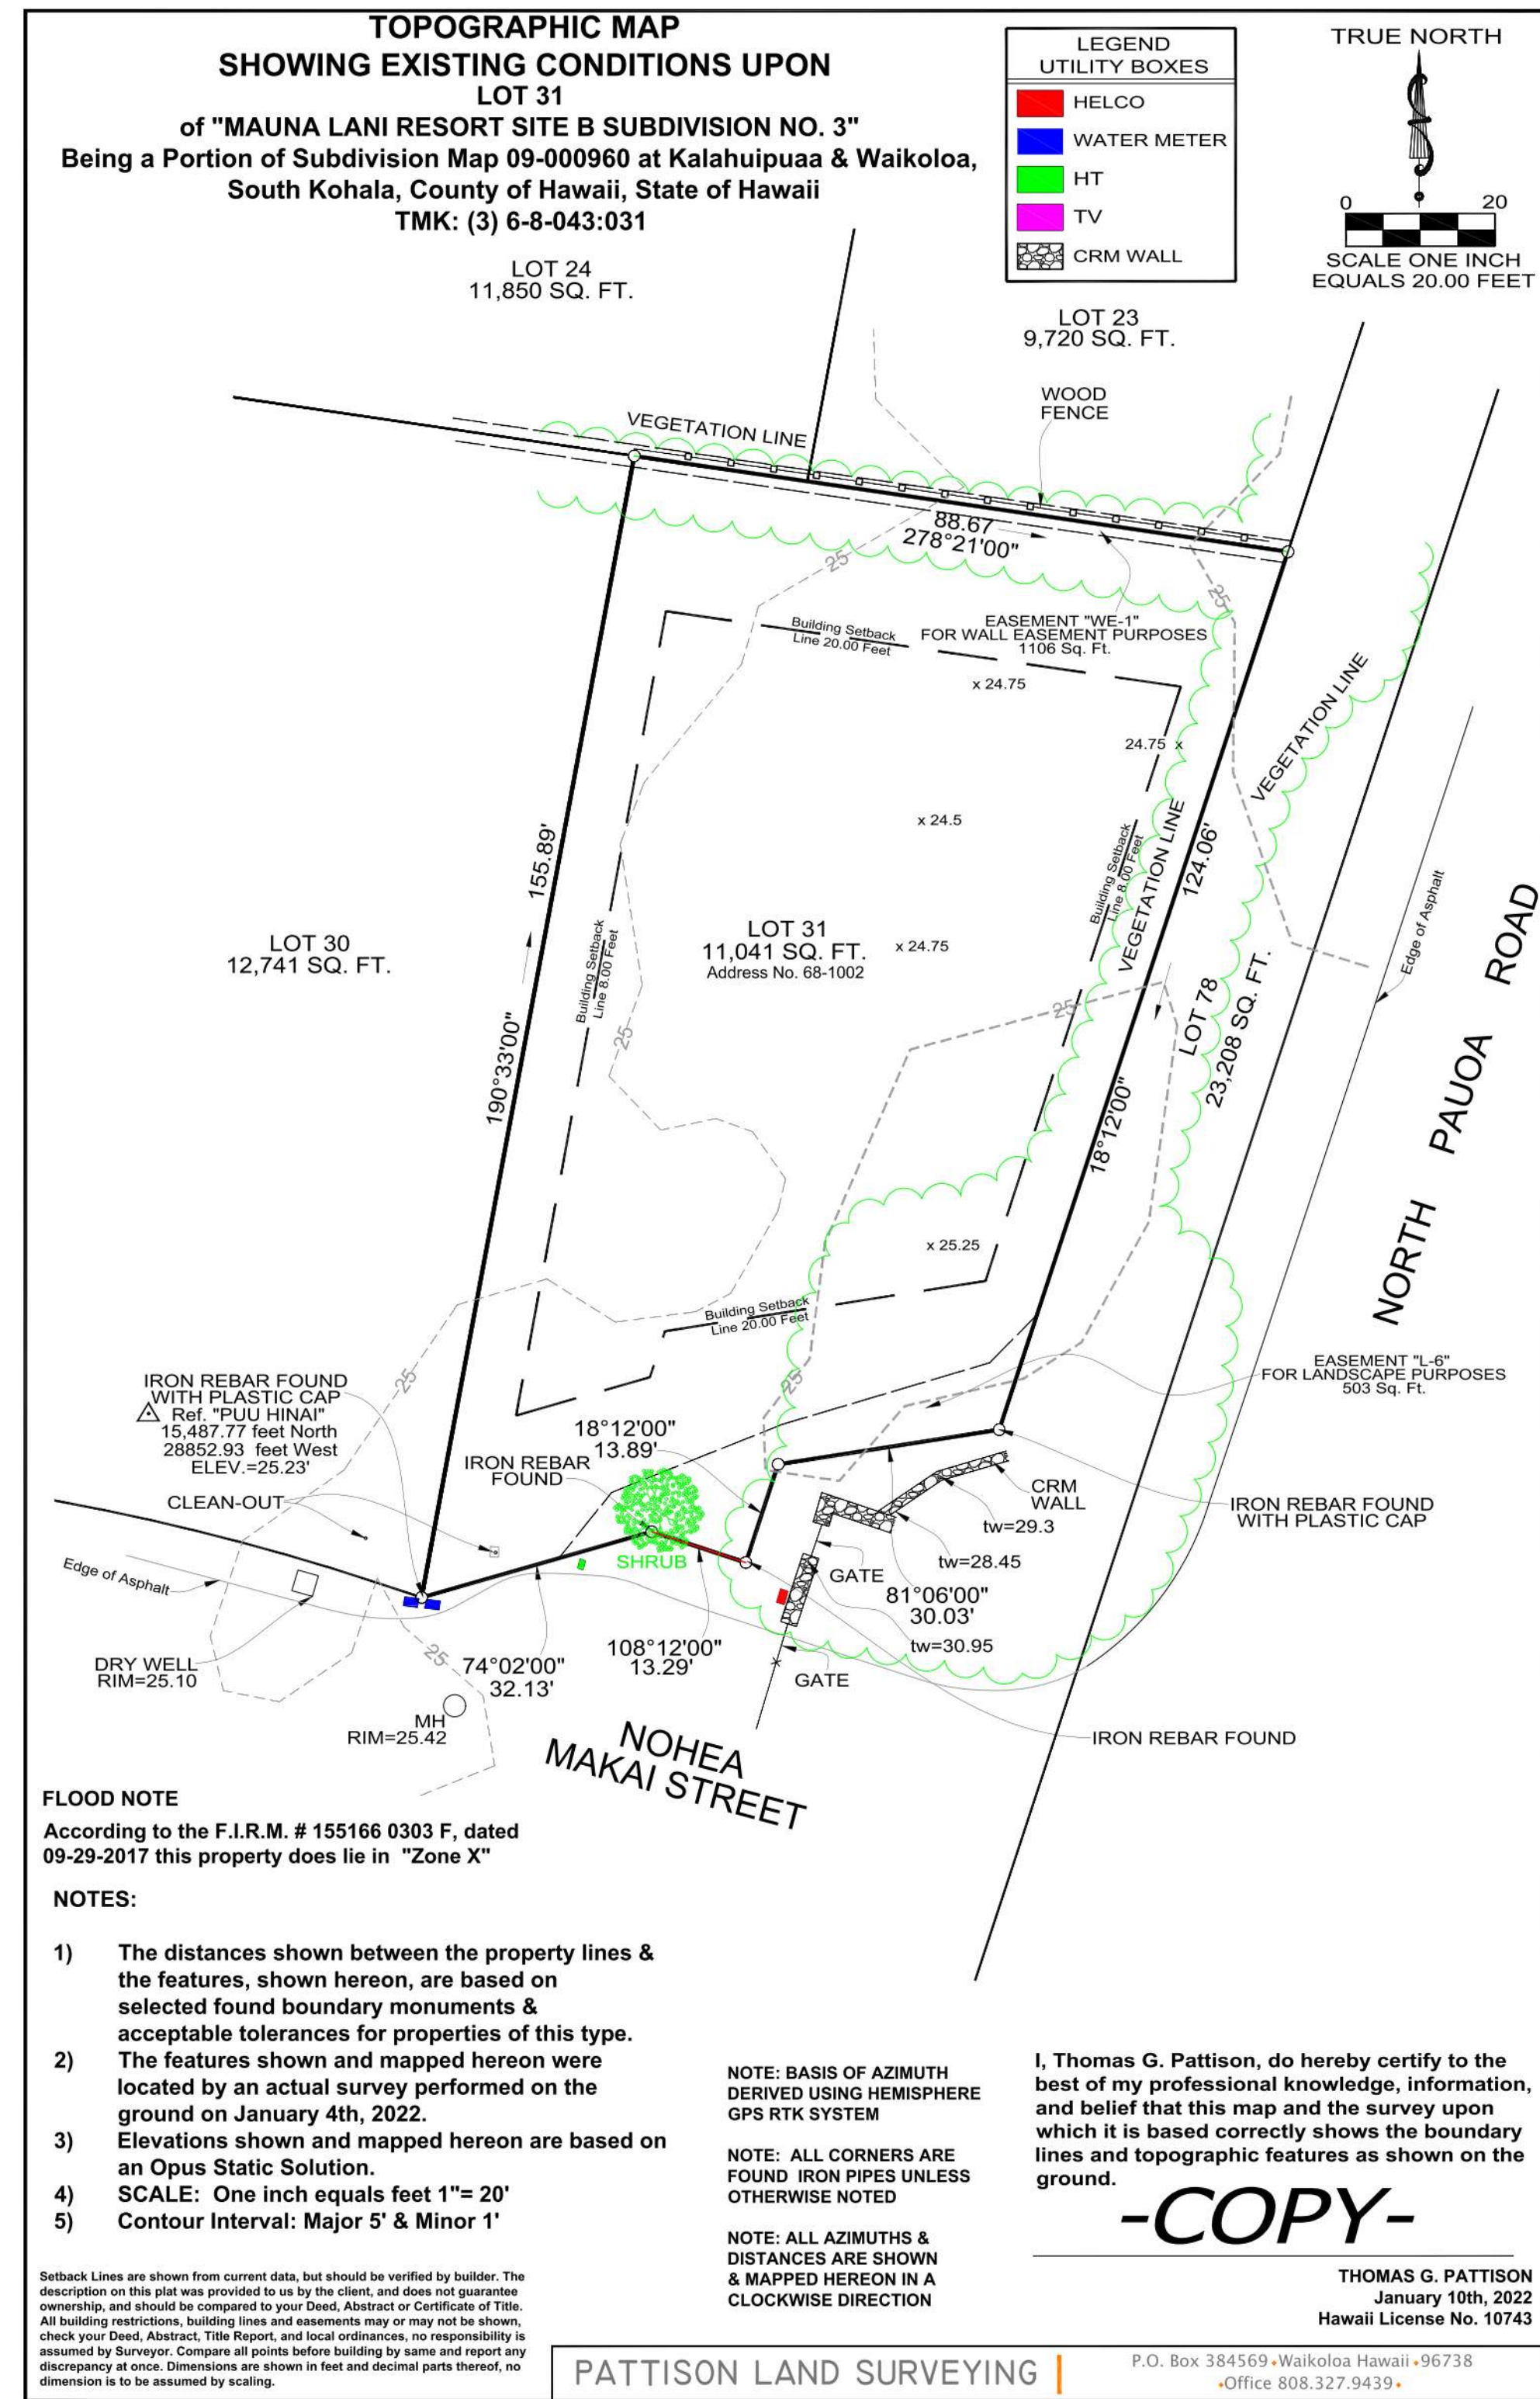 TOPOGRAPHIC MAP
SHOWING EXISTING CONDITIONS UPON
LOT 31
of "MAUNA LANI RESORT SITE B SUBDIVISION NO. 3"
Being a Portion of Subdivision Map 09-000960 at Kalahuipuaa & Waikoloa,
South Kohala, County of Hawaii, State of Hawaii
TMK: (3) 6-8-043:031
LEGEND
UTILITY BOXES
HELCO
WATER METER
HT
TV
CRM WALL
TRUE NORTH
0 20
SCALE ONE INCH
EQUALS 20.00 FEET
LOT 24
11,850 SQ. FT.
LOT 23
9,720 SQ. FT.
WOOD
FENCE
VEGETATION LINE
88.67
278°21'00"
25
25
EASEMENT "WE-1"
FOR WALL EASEMENT PURPOSES
1106 Sq. Ft.
Building Setback
Line 20.00 Feet
x 24.75
24.75 x
VEGETATION LINE
x 24.5
155.89'
190°33'00"
Building Setback
Line 8.00 Feet
VEGETATION LINE
124.06'
18°12'00"
Edge of Asphalt
NORTH PAUOA ROAD
LOT 30
12,741 SQ. FT.
Building Setback
Line 8.00 Feet
LOT 31
11,041 SQ. FT.
Address No. 68-1002
x 24.75
LOT 78
23,208 SQ. FT.
25
25
x 25.25
Building Setback
Line 20.00 Feet
25
25
EASEMENT "L-6"
FOR LANDSCAPE PURPOSES
503 Sq. Ft.
IRON REBAR FOUND
WITH PLASTIC CAP
Ref. "PUU HINAI"
15,487.77 feet North
28852.93 feet West
ELEV.=25.23'
CLEAN-OUT
18°12'00"
13.89'
IRON REBAR
FOUND
CRM
WALL
IRON REBAR FOUND
WITH PLASTIC CAP
tw=29.3
tw=28.45
SHRUB
GATE
81°06'00"
30.03'
tw=30.95
GATE
Edge of Asphalt
DRY WELL
RIM=25.10
25
74°02'00"
32.13'
108°12'00"
13.29'
MH
RIM=25.42
IRON REBAR FOUND
NOHEA
MAKAI STREET
FLOOD NOTE
According to the F.I.R.M. # 155166 0303 F, dated
09-29-2017 this property does lie in "Zone X"
NOTES:
1) The distances shown between the property lines &
the features, shown hereon, are based on
selected found boundary monuments &
acceptable tolerances for properties of this type.
2) The features shown and mapped hereon were
located by an actual survey performed on the
ground on January 4th, 2022.
3) Elevations shown and mapped hereon are based on
an Opus Static Solution.
4) SCALE: One inch equals feet 1"= 20'
5) Contour Interval: Major 5' & Minor 1'
Setback Lines are shown from current data, but should be verified by builder. The
description on this plat was provided to us by the client, and does not guarantee
ownership, and should be compared to your Deed, Abstract or Certificate of Title.
All building restrictions, building lines and easements may or may not be shown,
check your Deed, Abstract, Title Report, and local ordinances, no responsibility is
assumed by Surveyor. Compare all points before building by same and report any
discrepancy at once. Dimensions are shown in feet and decimal parts thereof, no
dimension is to be assumed by scaling.
NOTE: BASIS OF AZIMUTH
DERIVED USING HEMISPHERE
GPS RTK SYSTEM
NOTE: ALL CORNERS ARE
FOUND IRON PIPES UNLESS
OTHERWISE NOTED
NOTE: ALL AZIMUTHS &
DISTANCES ARE SHOWN
& MAPPED HEREON IN A
CLOCKWISE DIRECTION
I, Thomas G. Pattison, do hereby certify to the
best of my professional knowledge, information,
and belief that this map and the survey upon
which it is based correctly shows the boundary
lines and topographic features as shown on the
ground.
-COPY-
THOMAS G. PATTISON
January 10th, 2022
Hawaii License No. 10743
PATTISON LAND SURVEYING
P.O. Box 384569•Waikoloa Hawaii•96738
•Office 808.327.9439•